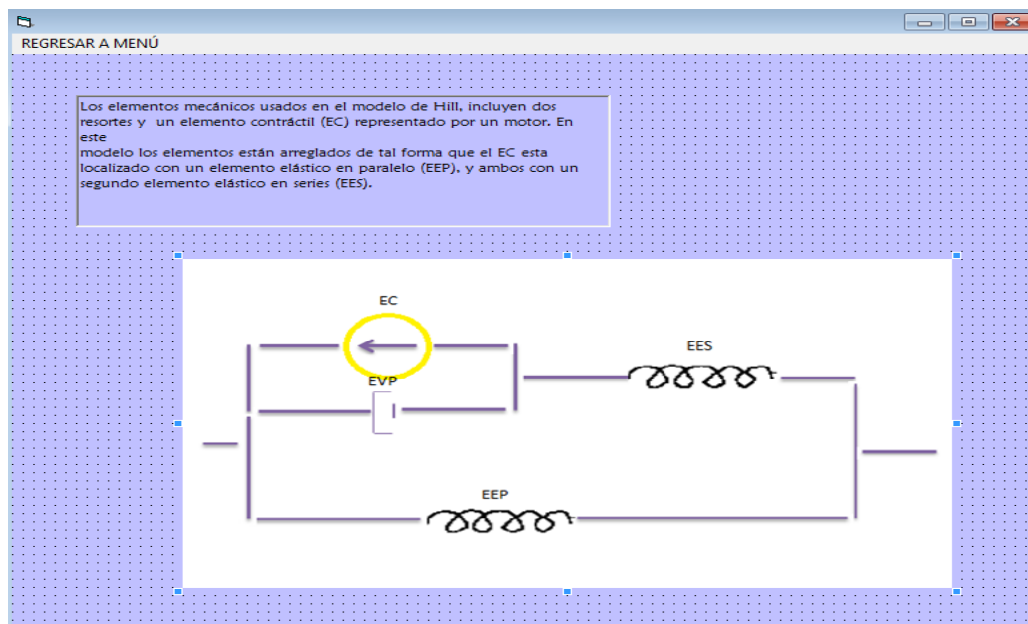 REGRESAR A MENÚ
Los elementos mecánicos usados en el modelo de Hill, incluyen dos
resortes y un elemento contráctil (EC) representado por un motor. En
este
modelo los elementos están arreglados de tal forma que el EC esta
localizado con un elemento elástico en paralelo (EEP), y ambos con un
segundo elemento elástico en series (EES).
EC
EES
EVP
EEP